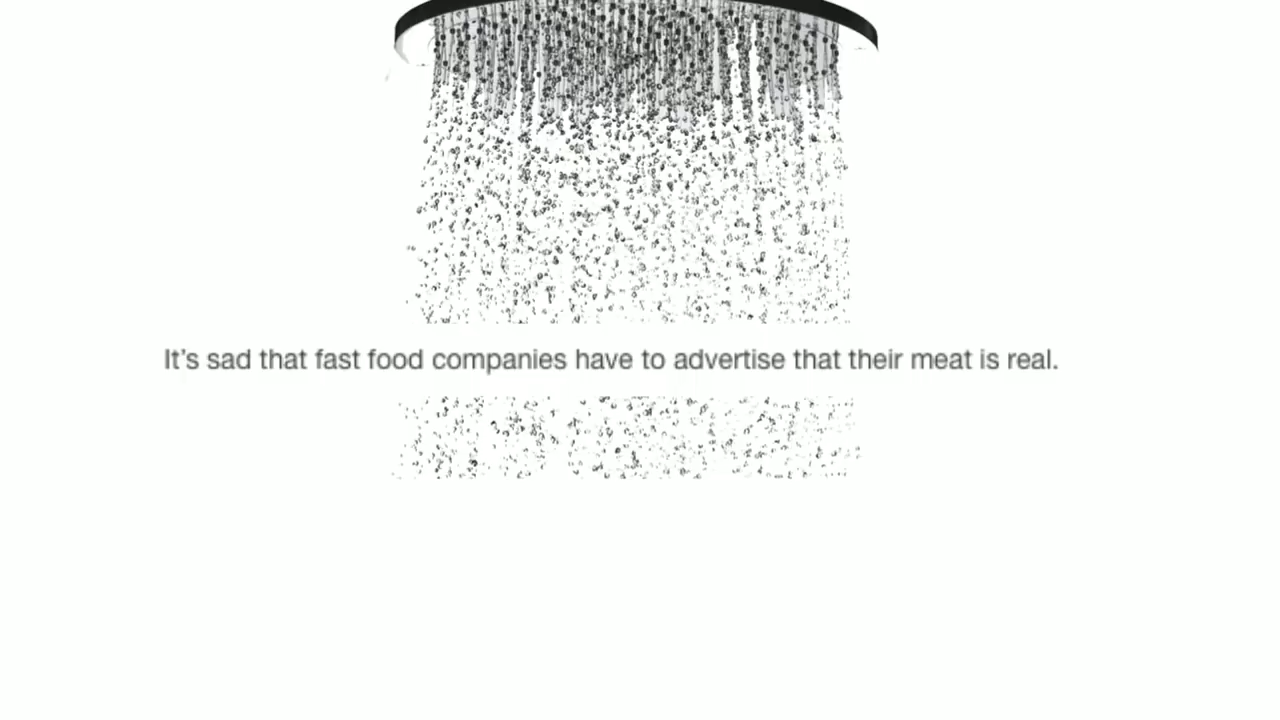 It’s sad that fast food companies have to advertise that their meat is real.